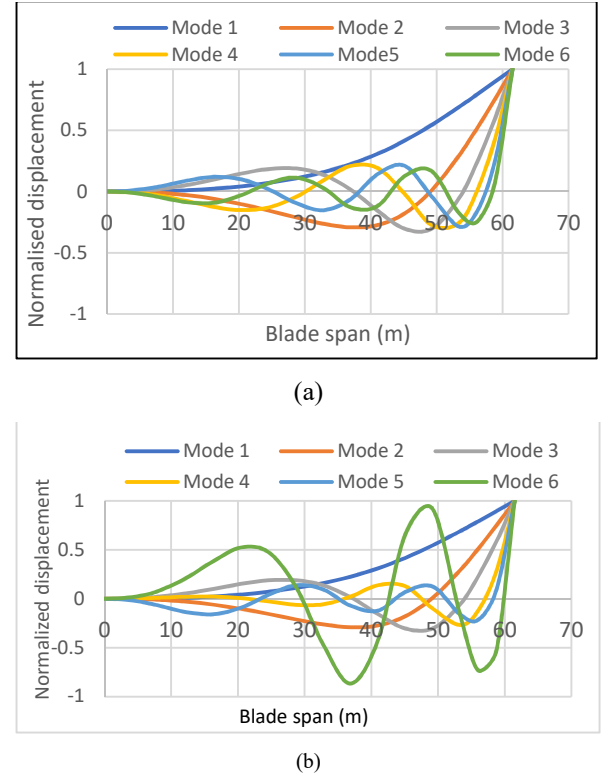 Mode 1 Mode 2 Mode 3
Mode 4 Mode5 Mode 6
1
0.5
0
-0.5
-1
0 10 20 30 40 50 60 70
Normalised displacement
Blade span (m)
(a)
Mode 1 Mode 2 Mode 3
Mode 4 Mode 5 Mode 6
1
0.5
0
-0.5
-1
0 10 20 30 40 50 60 70
Normalized displacement
Blade span (m)
(b)